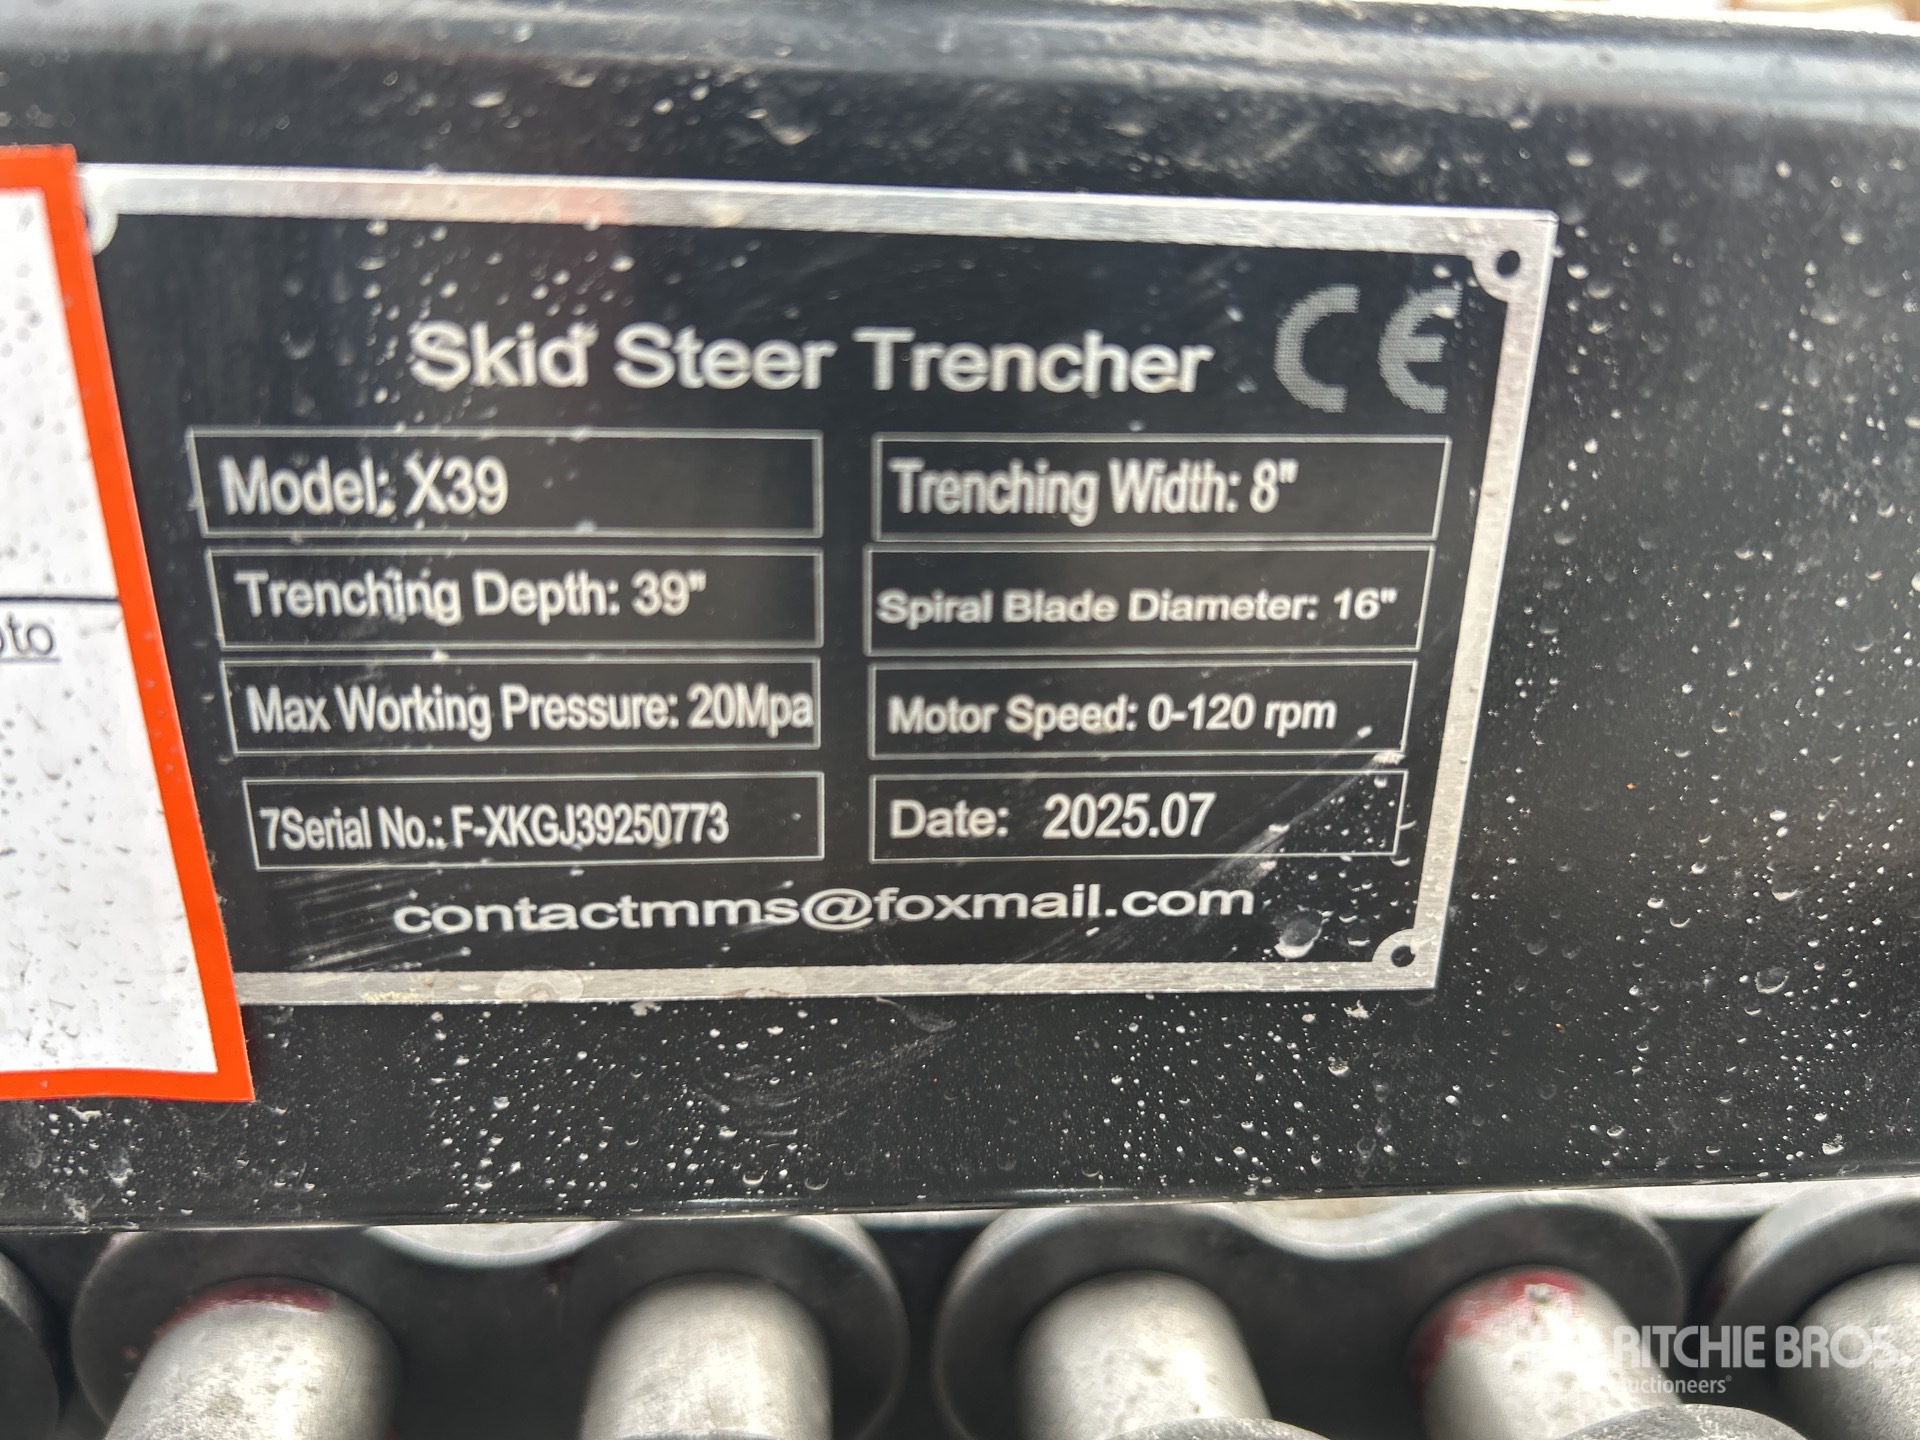 Skid Steer Trencher CE
Model: X39
Trenching Width: 8"
Trenching Depth: 39"
Spiral Blade Diameter: 16"
Max Working Pressure: 20Mpa
Motor Speed: 0-120 rpm
7Serial No.: F-XKGJ39250773
Date: 2025.07
contactmms@foxmail.com
oto
RITCHIE BROS.
Auctioneers®